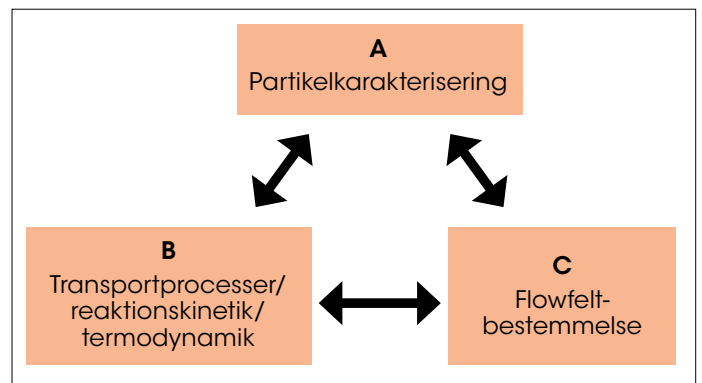 A
Partikelkarakterisering
B
Transportprocesser/
reaktionskinetik/
termodynamik
C
Flowfelt-
bestemmelse